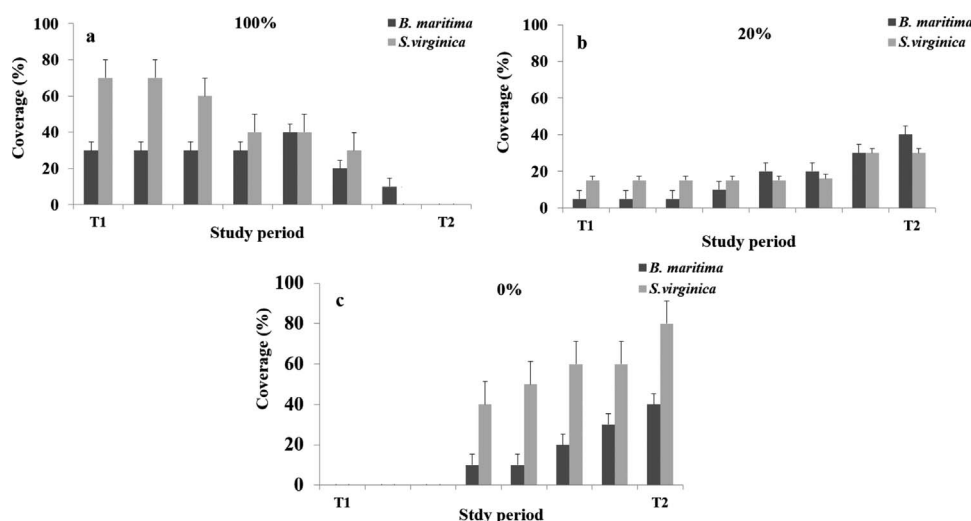 a
100%
B. maritima
S.virginica
Coverage (%)
100
80
60
40
20
0
T1
T2
Study period
b
20%
B. maritima
S.virginica
Coverage (%)
100
80
60
40
20
0
T1
T2
Study period
c
0%
B. maritima
S.virginica
Coverage (%)
100
80
60
40
20
0
T1
T2
Stdy period